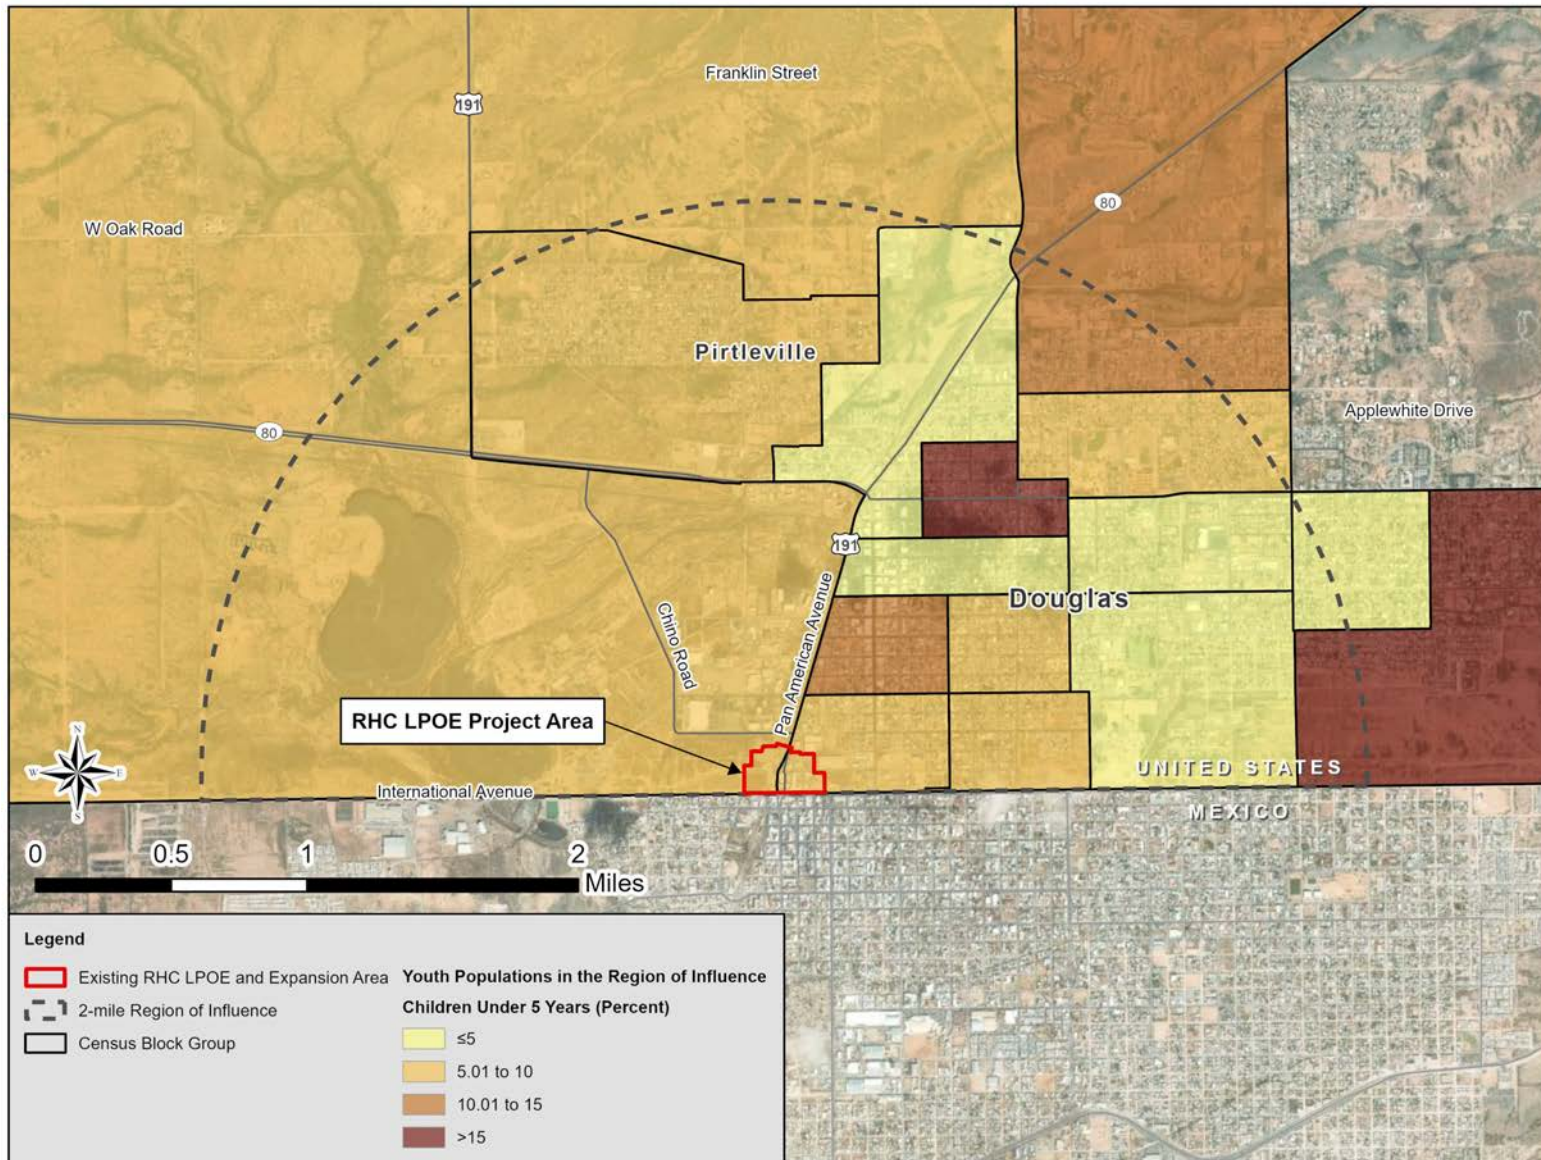 Franklin Street
191
80
W Oak Road
Pirtleville
Applewhite Drive
80
191
Douglas
Pan American Avenue
Chino Road
RHC LPOE Project Area
N
W
E
S
UNITED STATES
International Avenue
MEXICO
0 0.5 1 2
Miles
Legend
Existing RHC LPOE and Expansion Area
2-mile Region of Influence
Census Block Group
Youth Populations in the Region of Influence
Children Under 5 Years (Percent)
≤5
5.01 to 10
10.01 to 15
>15